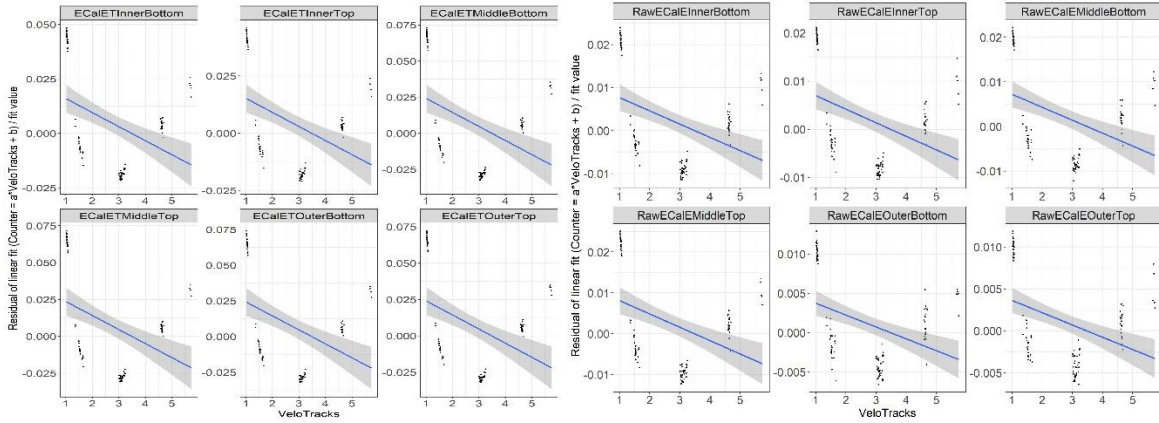 Residual of linear fit (Counter = a*VeloTracks + b) / fit value
ECalETInnerBottom ECalETInnerTop ECalETMiddleBottom
0.075
0.050 0.050 0.050
0.025 0.025 0.025
0.000 0.000 0.000
-0.025 -0.025 -0.025
ECalETMiddleTop ECalETOuterBottom ECalETOuterTop
0.075 0.075 0.075
0.050 0.050 0.050
0.025 0.025 0.025
0.000 0.000 0.000
-0.025 -0.025 -0.025
1 2 3 4 5 1 2 3 4 5 1 2 3 4 5
VeloTracks
Residual of linear fit (Counter = a*VeloTracks + b) / fit value
RawECalEInnerBottom RawECalEInnerTop RawECalEMiddleBottom
0.02 0.02 0.02
0.01 0.01 0.01
0.00 0.00 0.00
-0.01 -0.01 -0.01
RawECalEMiddleTop RawECalEOuterBottom RawECalEOuterTop
0.02 0.010 0.010
0.01 0.005 0.005
0.00 0.000 0.000
-0.01 -0.005 -0.005
1 2 3 4 5 1 2 3 4 5 1 2 3 4 5
VeloTracks